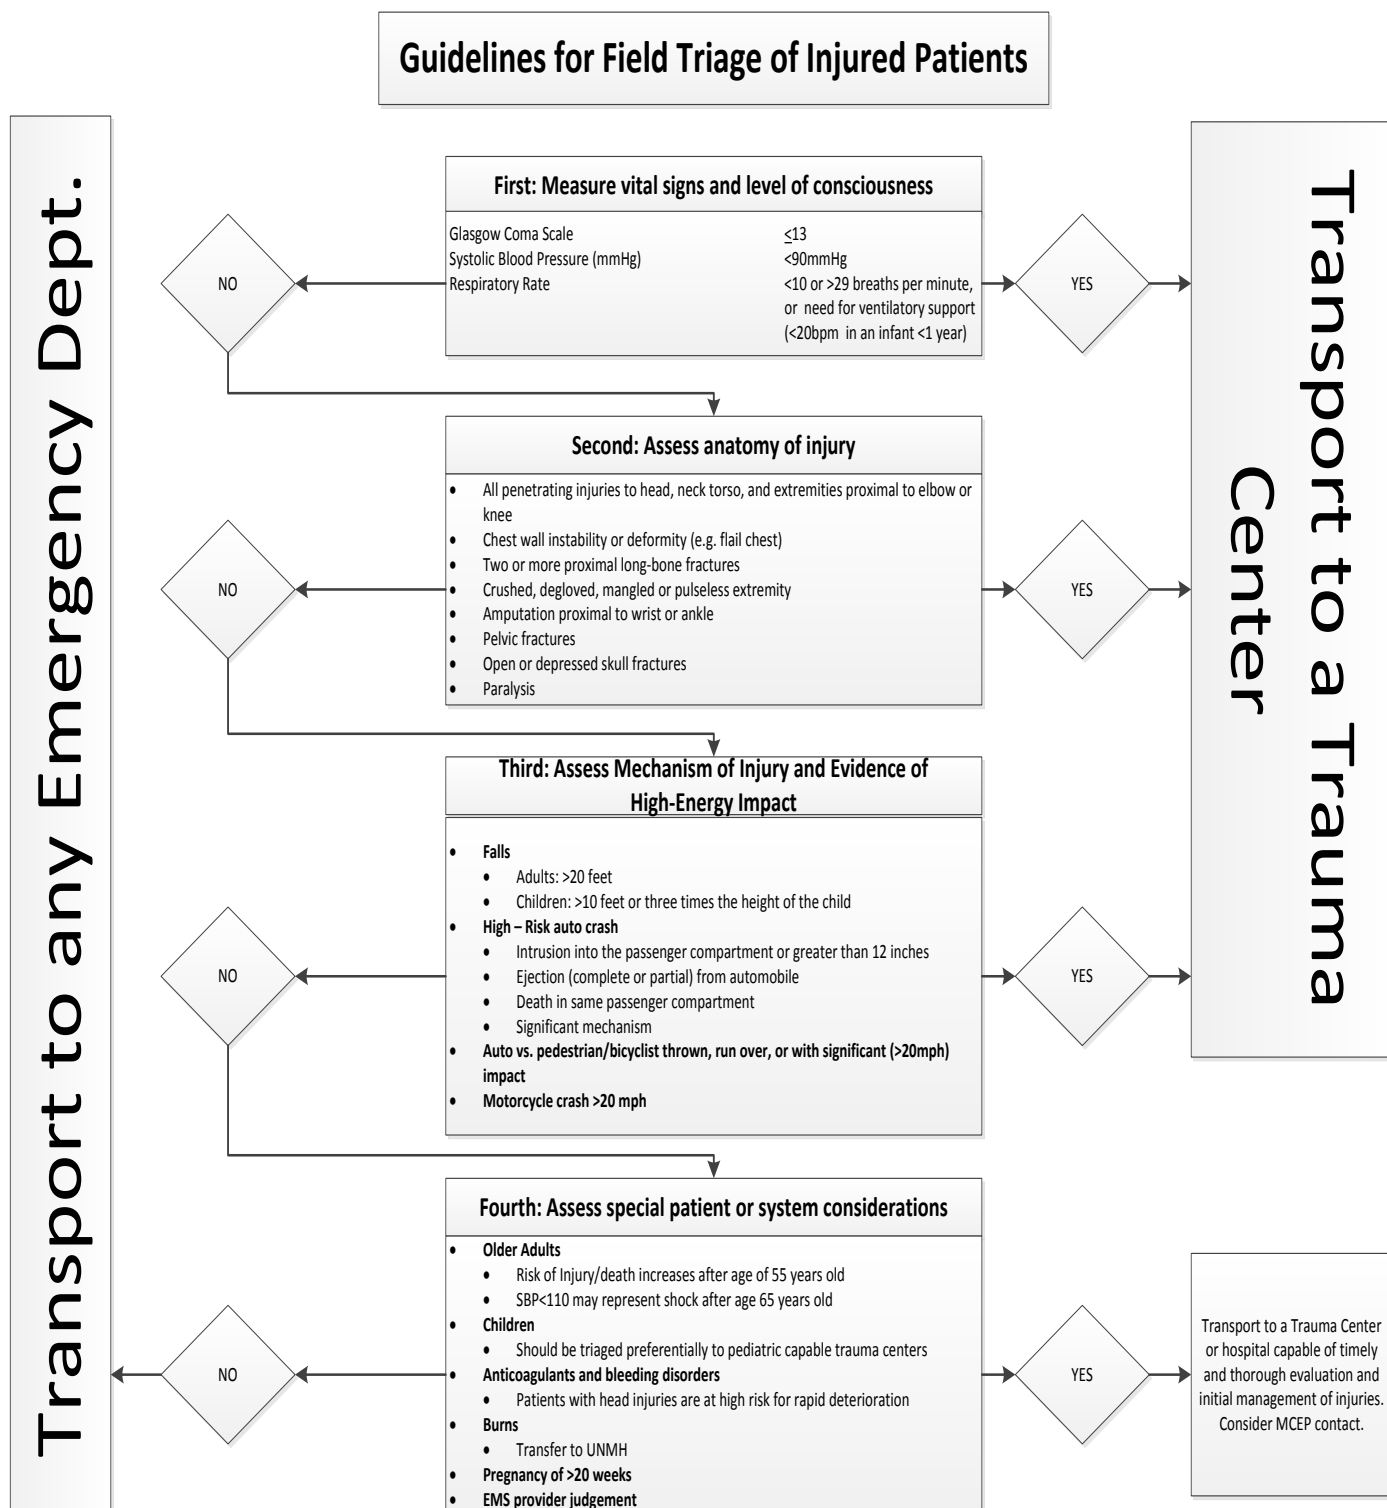 Guidelines for Field Triage of Injured Patients
Transport to any Emergency Dept.
Transport to a Trauma
Center
First: Measure vital signs and level of consciousness
Glasgow Coma Scale ≤13
Systolic Blood Pressure (mmHg) <90mmHg
Respiratory Rate <10 or >29 breaths per minute,
or need for ventilatory support
(<20bpm in an infant <1 year)
NO
YES
Second: Assess anatomy of injury
• All penetrating injuries to head, neck torso, and extremities proximal to elbow or
knee
• Chest wall instability or deformity (e.g. flail chest)
• Two or more proximal long-bone fractures
• Crushed, degloved, mangled or pulseless extremity
• Amputation proximal to wrist or ankle
• Pelvic fractures
• Open or depressed skull fractures
• Paralysis
NO
YES
Third: Assess Mechanism of Injury and Evidence of
High-Energy Impact
• Falls
• Adults: >20 feet
• Children: >10 feet or three times the height of the child
• High – Risk auto crash
• Intrusion into the passenger compartment or greater than 12 inches
• Ejection (complete or partial) from automobile
• Death in same passenger compartment
• Significant mechanism
• Auto vs. pedestrian/bicyclist thrown, run over, or with significant (>20mph)
impact
• Motorcycle crash >20 mph
NO
YES
Fourth: Assess special patient or system considerations
• Older Adults
• Risk of Injury/death increases after age of 55 years old
• SBP<110 may represent shock after age 65 years old
• Children
• Should be triaged preferentially to pediatric capable trauma centers
• Anticoagulants and bleeding disorders
• Patients with head injuries are at high risk for rapid deterioration
• Burns
• Transfer to UNMH
• Pregnancy of >20 weeks
• EMS provider judgement
NO
YES
Transport to a Trauma Center
or hospital capable of timely
and thorough evaluation and
initial management of injuries.
Consider MCEP contact.